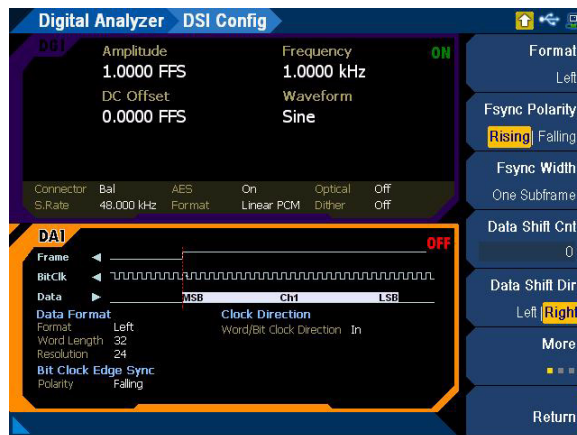 Digital Analyzer DSI Config
DG1
Amplitude Frequency ON
1.0000 FFS 1.0000 kHz
DC Offset Waveform
0.0000 FFS Sine
Connector Bal AES On Optical Off
S.Rate 48.000 kHz Format Linear PCM Dither Off
DA1 OFF
Frame
BitClk
Data MSB Ch1 LSB
Data Format Clock Direction
Format Left Word/Bit Clock Direction In
Word Length 32
Resolution 24
Bit Clock Edge Sync
Polarity Falling
Format
Left
Fsync Polarity
Rising| Falling
Fsync Width
One Subframe
Data Shift Cnt
0
Data Shift Dir
Left |Right
More
Return